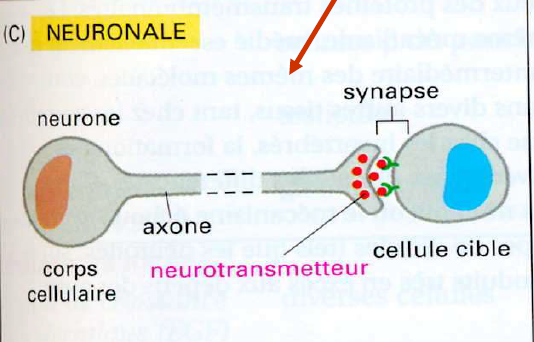 (C) NEURONALE
synapse
neurone
axone
neurotransmetteur
cellule cible
corps
cellulaire